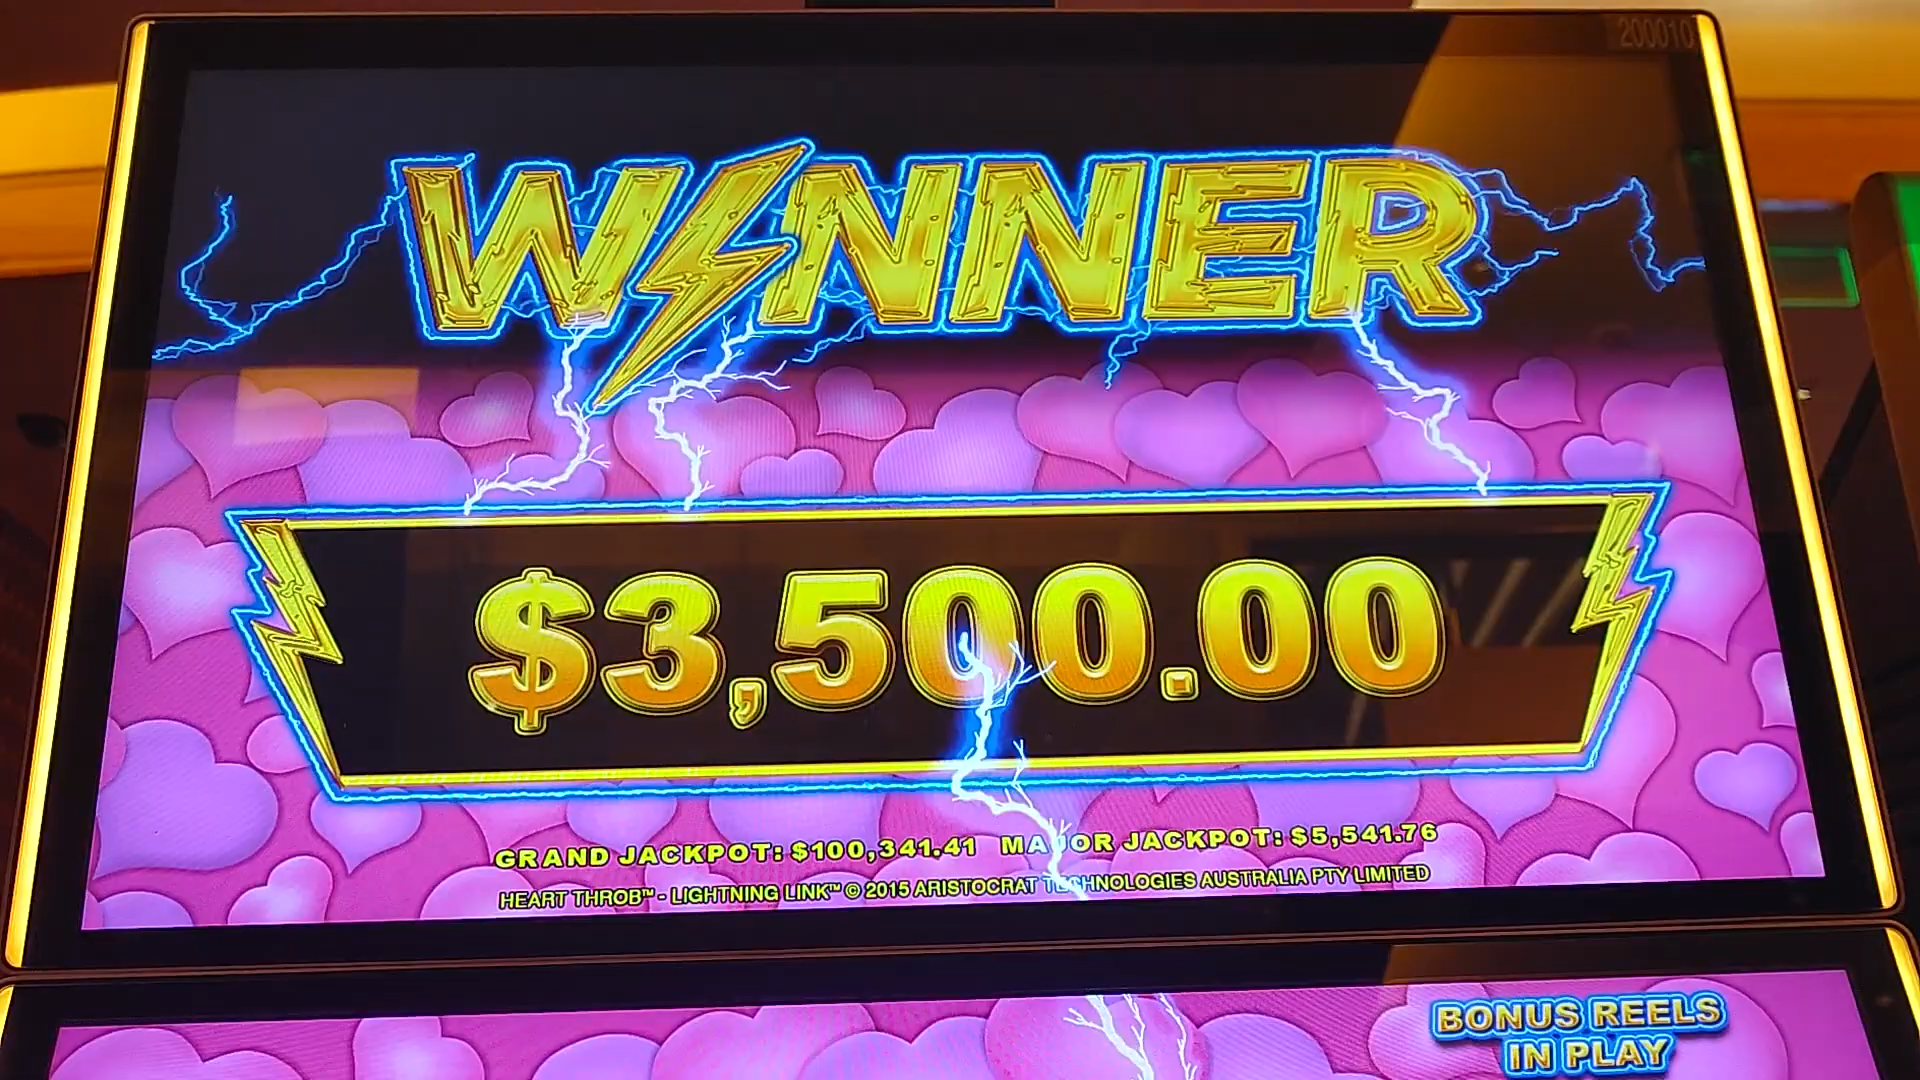 200010
WINNER
$3,500.00
GRAND JACKPOT: $100,341.41 MAJOR JACKPOT: $5,541.76
HEART THROB™ - LIGHTNING LINK™ © 2015 ARISTOCRAT TECHNOLOGIES AUSTRALIA PTY LIMITED
BONUS REELS
IN PLAY